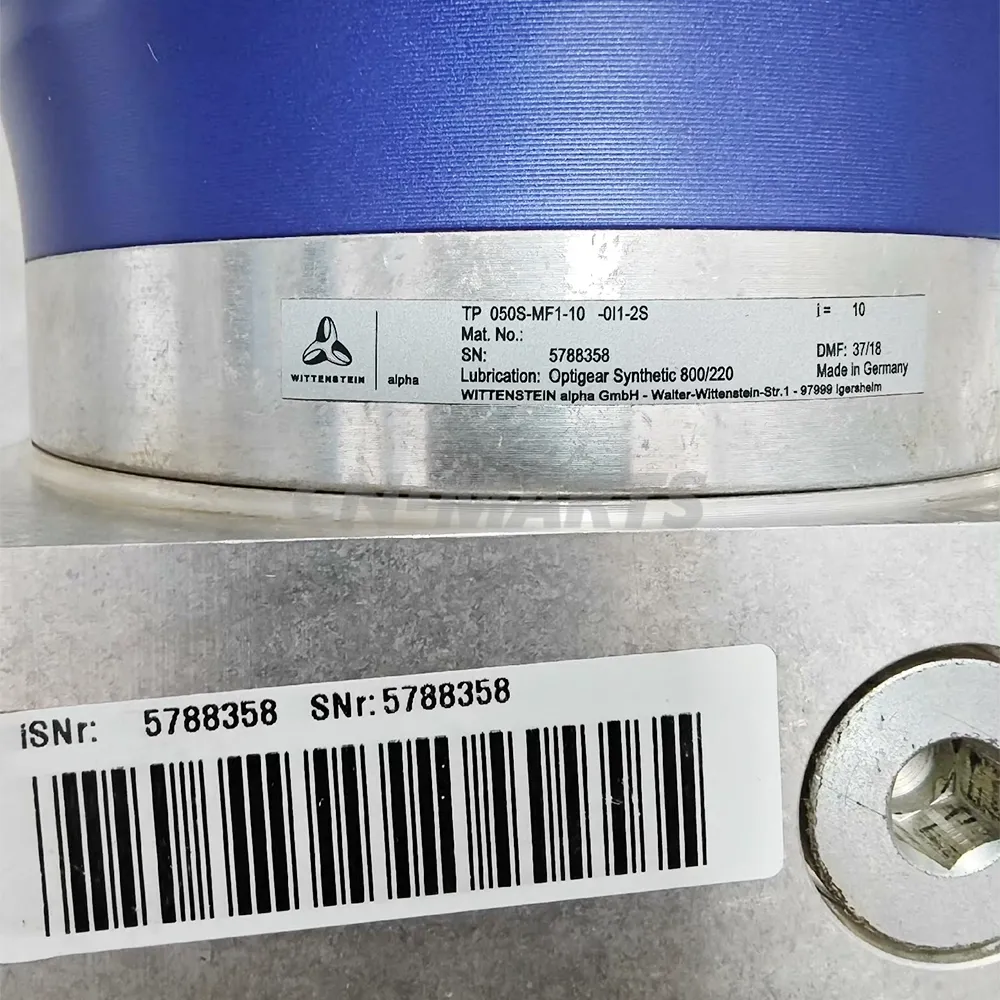 TP 050S-MF1-10 -0I1-2S i= 10
Mat. No.:
SN: 5788358 DMF: 37/18
Lubrication: Optigear Synthetic 800/220 Made in Germany
WITTENSTEIN alpha GmbH - Walter-Wittenstein-Str.1 - 97999 Igersheim
WITTENSTEIN alpha
iSNr: 5788358 SNr: 5788358